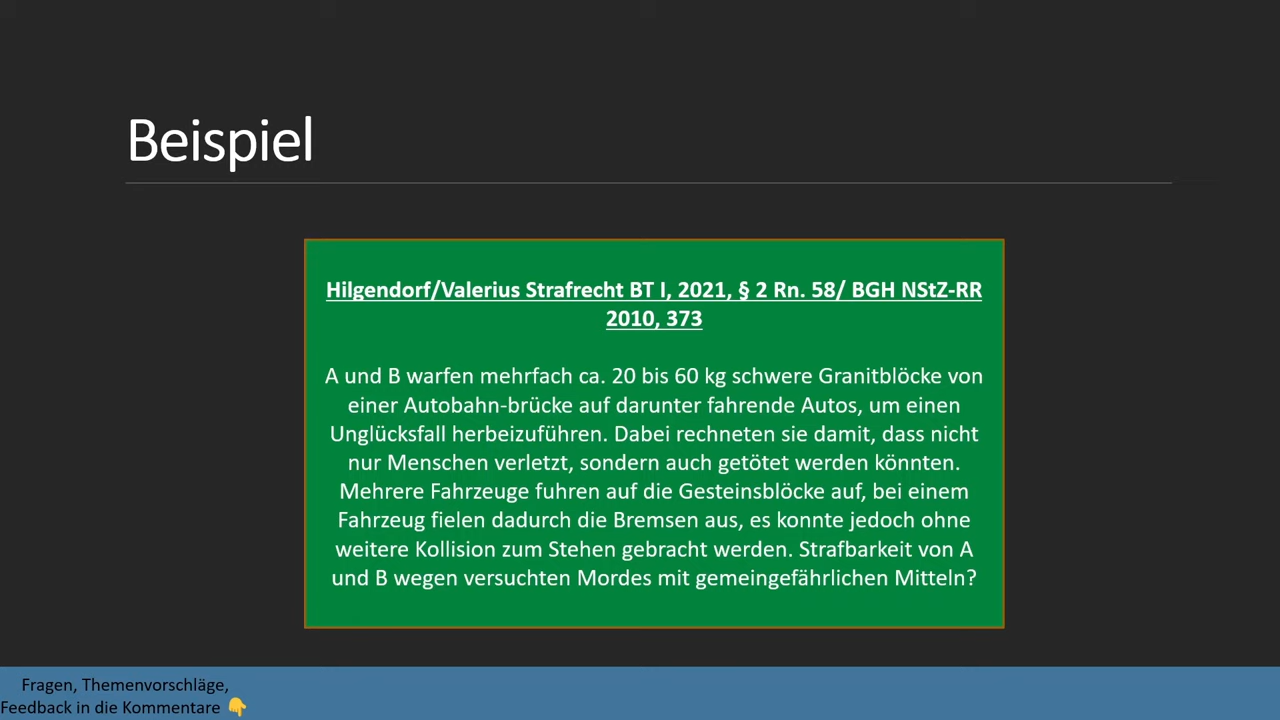 Beispiel
Hilgendorf/Valerius Strafrecht BT I, 2021, § 2 Rn. 58/ BGH NStZ-RR
2010, 373
A und B warfen mehrfach ca. 20 bis 60 kg schwere Granitblöcke von
einer Autobahn-brücke auf darunter fahrende Autos, um einen
Unglücksfall herbeizuführen. Dabei rechneten sie damit, dass nicht
nur Menschen verletzt, sondern auch getötet werden könnten.
Mehrere Fahrzeuge fuhren auf die Gesteinsblöcke auf, bei einem
Fahrzeug fielen dadurch die Bremsen aus, es konnte jedoch ohne
weitere Kollision zum Stehen gebracht werden. Strafbarkeit von A
und B wegen versuchten Mordes mit gemeingefährlichen Mitteln?
Fragen, Themenvorschläge,
Feedback in die Kommentare 👇